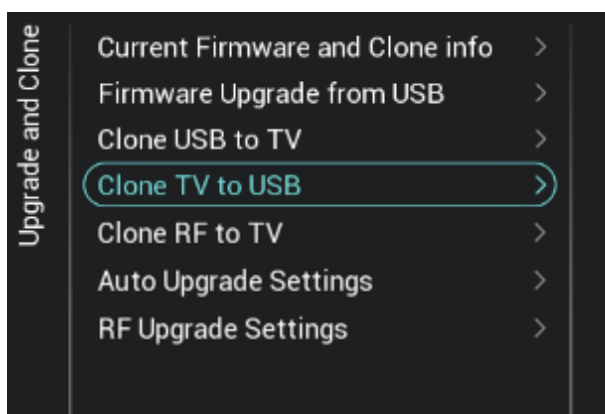 Upgrade and Clone
Current Firmware and Clone info
Firmware Upgrade from USB
Clone USB to TV
Clone TV to USB
Clone RF to TV
Auto Upgrade Settings
RF Upgrade Settings